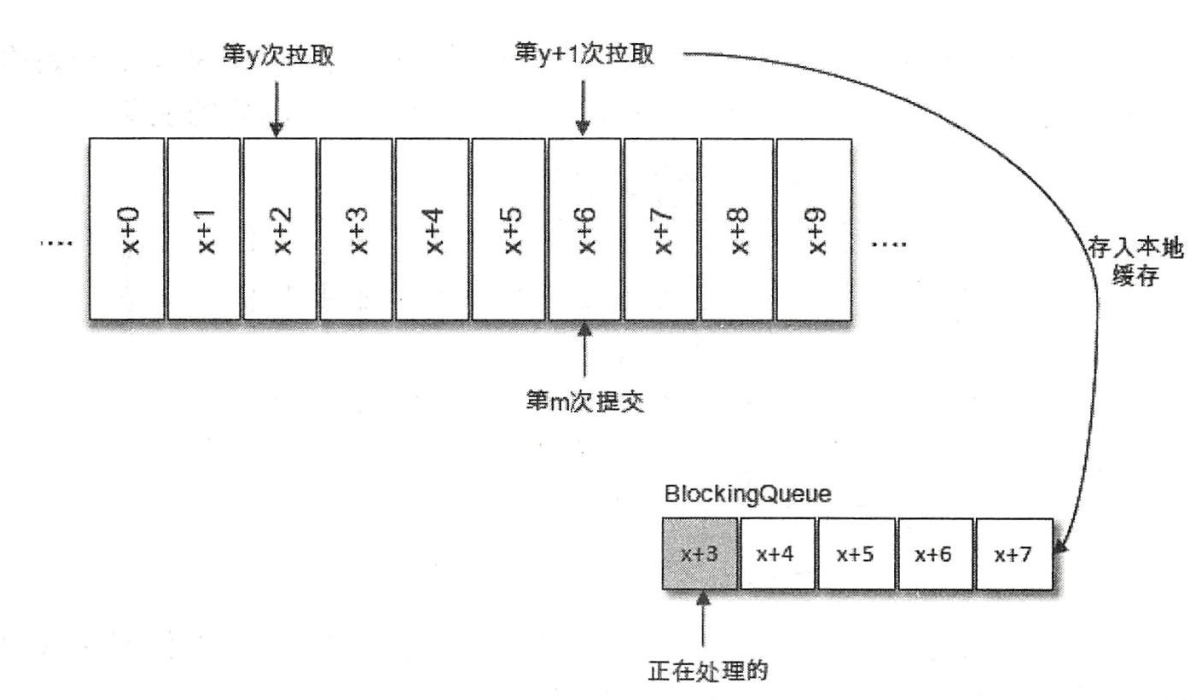 第y次拉取
第y+1次拉取
....
x+0
x+1
x+2
x+3
x+4
x+5
x+6
x+7
x+8
x+9
....
存入本地
缓存
第m次提交
BlockingQueue
x+3
x+4
x+5
x+6
x+7
正在处理的